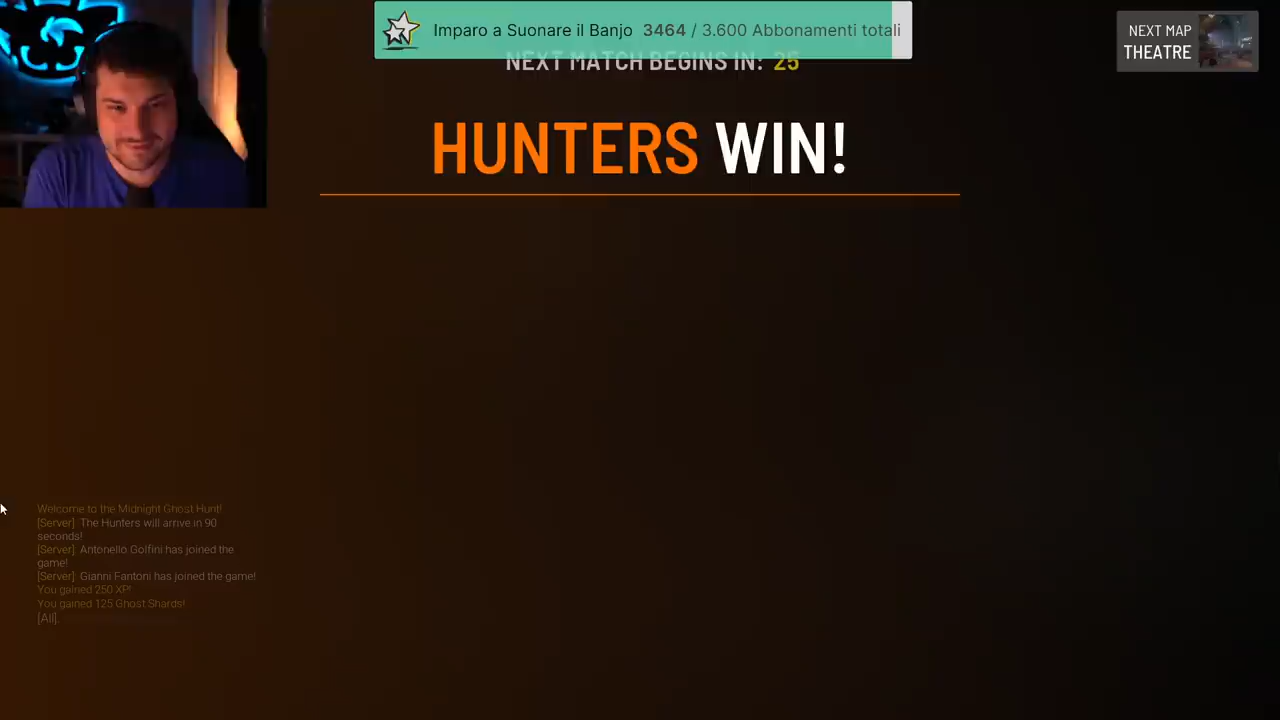 Imparo a Suonare il Banjo 3464 / 3.600 Abbonamenti totali
NEXT MATCH BEGINS IN: 25
NEXT MAP
THEATRE
HUNTERS WIN!
Welcome to the Midnight Ghost Hunt!
[Server] The Hunters will arrive in 90
seconds!
[Server] Antonello Golfini has joined the
game!
[Server] Gianni Fantoni has joined the game!
You gained 250 XP!
You gained 125 Ghost Shards!
[All]